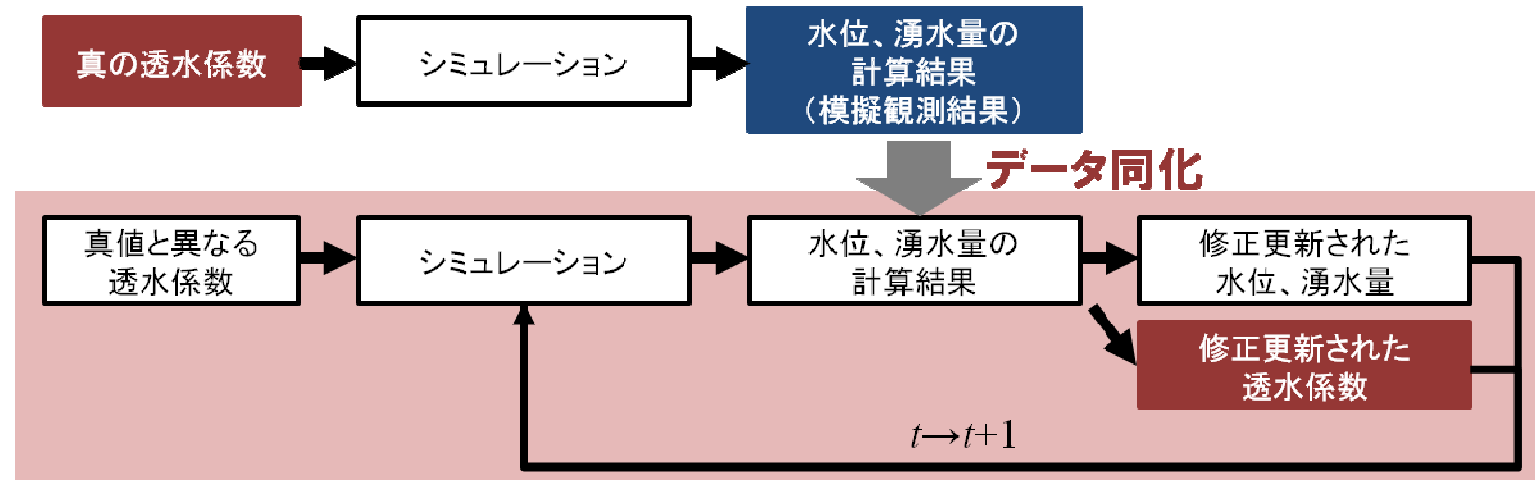 真の透水係数
シミュレーション
水位、湧水量の
計算結果
（模擬観測結果）
データ同化
真値と異なる
透水係数
シミュレーション
水位、湧水量の
計算結果
修正更新された
水位、湧水量
修正更新された
透水係数
t→t+1